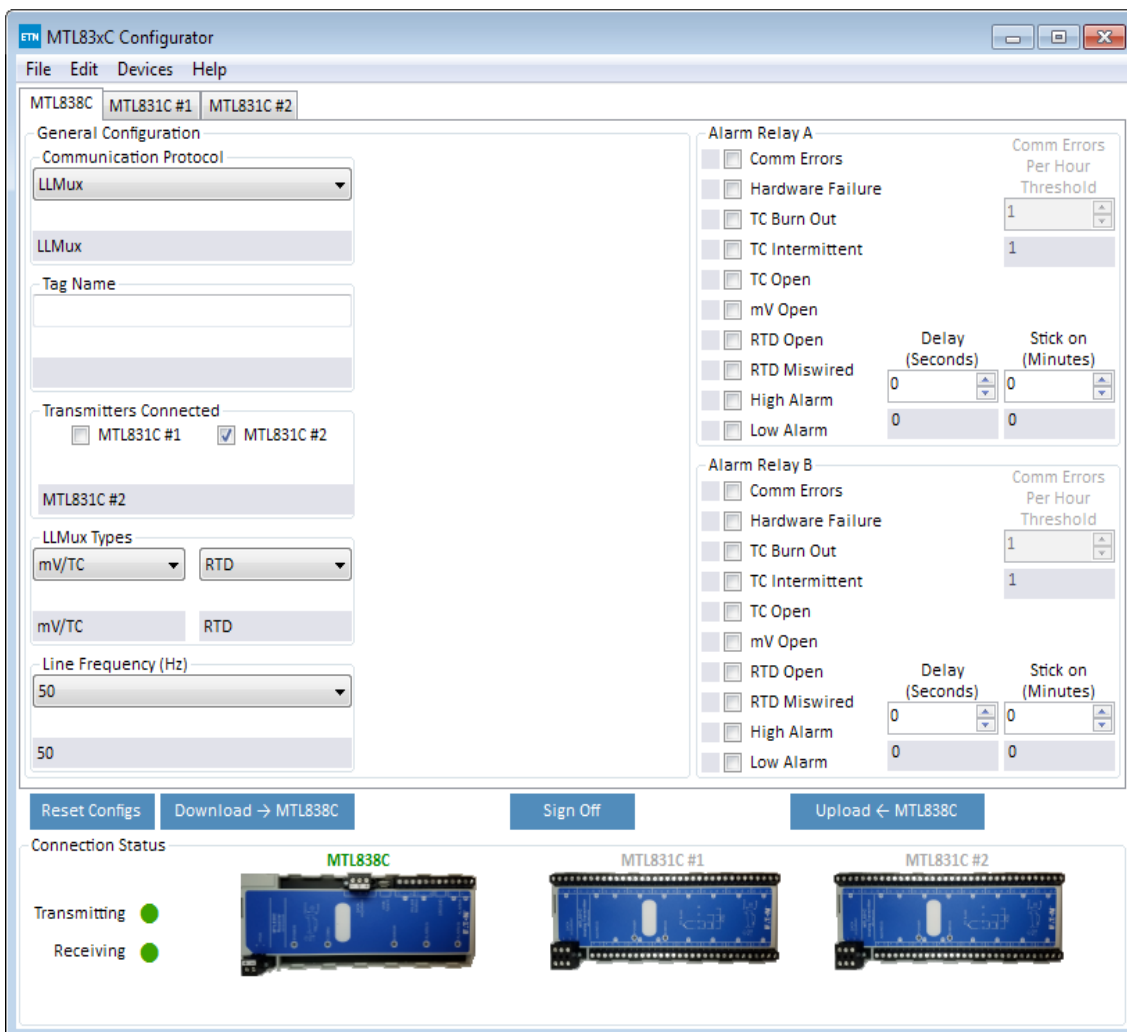 ETN MTL83xC Configurator
File Edit Devices Help
MTL838C MTL831C #1 MTL831C #2
General Configuration
Communication Protocol
LLMux
LLMux
Tag Name
Transmitters Connected
MTL831C #1 MTL831C #2
MTL831C #2
LLMux Types
mV/TC RTD
mV/TC RTD
Line Frequency (Hz)
50
50
Alarm Relay A
Comm Errors
Hardware Failure
TC Burn Out
TC Intermittent
TC Open
mV Open
RTD Open
RTD Miswired
High Alarm
Low Alarm
Comm Errors
Per Hour
Threshold
1
1
Delay
(Seconds)
0
0
Stick on
(Minutes)
0
0
Alarm Relay B
Comm Errors
Hardware Failure
TC Burn Out
TC Intermittent
TC Open
mV Open
RTD Open
RTD Miswired
High Alarm
Low Alarm
Comm Errors
Per Hour
Threshold
1
1
Delay
(Seconds)
0
0
Stick on
(Minutes)
0
0
Reset Configs Download → MTL838C Sign Off Upload ← MTL838C
Connection Status
MTL838C MTL831C #1 MTL831C #2
Transmitting
Receiving